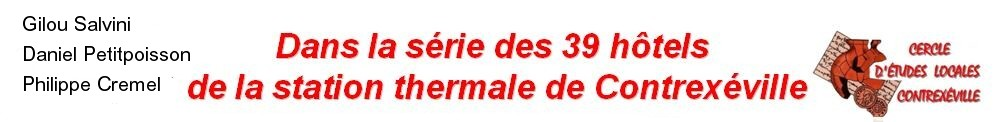 Gilou Salvini
Daniel Petitpoisson
Philippe Cremel
Dans la série des 39 hôtels
de la station thermale de Contrexéville
CERCLE
D'ÉTUDES LOCALES
CONTREXÉVILLE